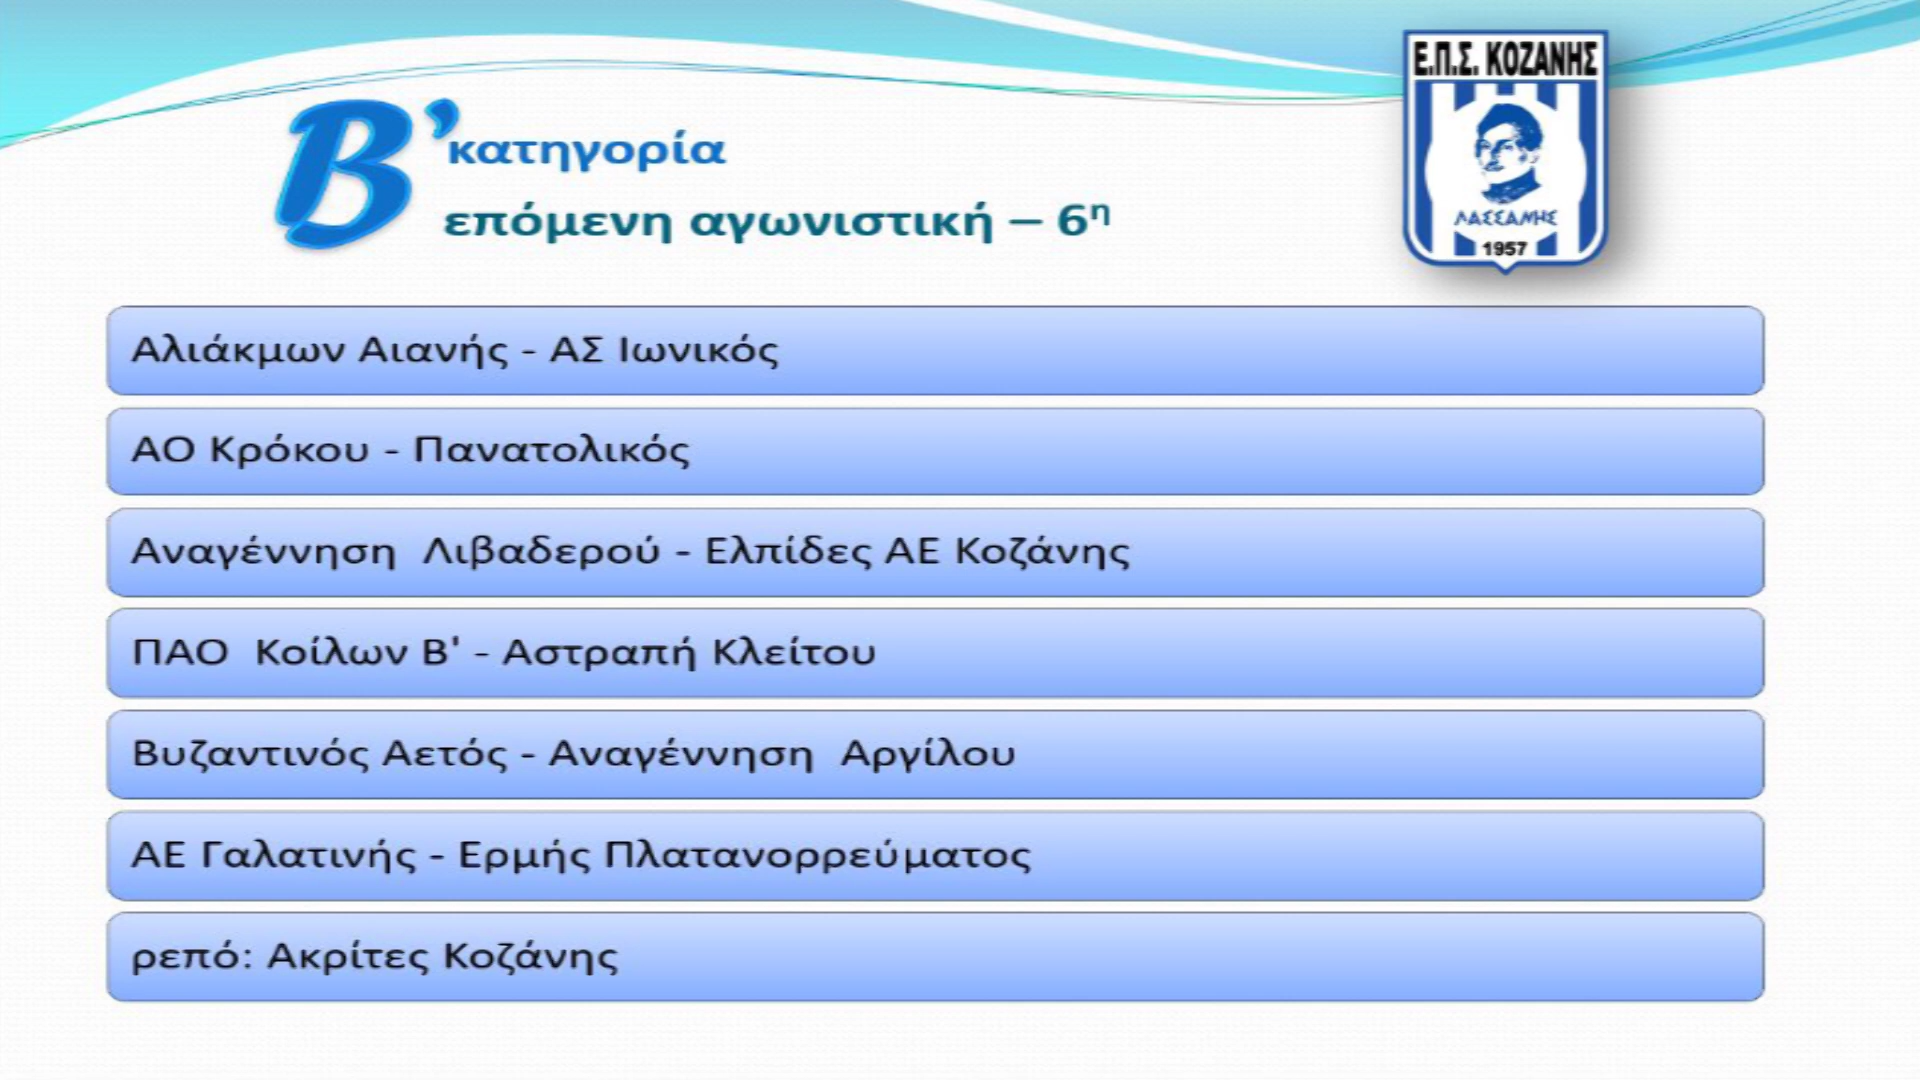 Β’ κατηγορία
επόμενη αγωνιστική – 6η
Ε.Π.Σ. ΚΟΖΑΝΗΣ
ΛΑΣΣΑΝΗΣ
1957
Αλιάκμων Αιανής - ΑΣ Ιωνικός
ΑΟ Κρόκου - Πανατολικός
Αναγέννηση  Λιβαδερού - Ελπίδες ΑΕ Κοζάνης
ΠΑΟ  Κοίλων Β' - Αστραπή Κλείτου
Βυζαντινός Αετός - Αναγέννηση  Αργίλου
ΑΕ Γαλατινής - Ερμής Πλατανορρεύματος
ρεπό: Ακρίτες Κοζάνης